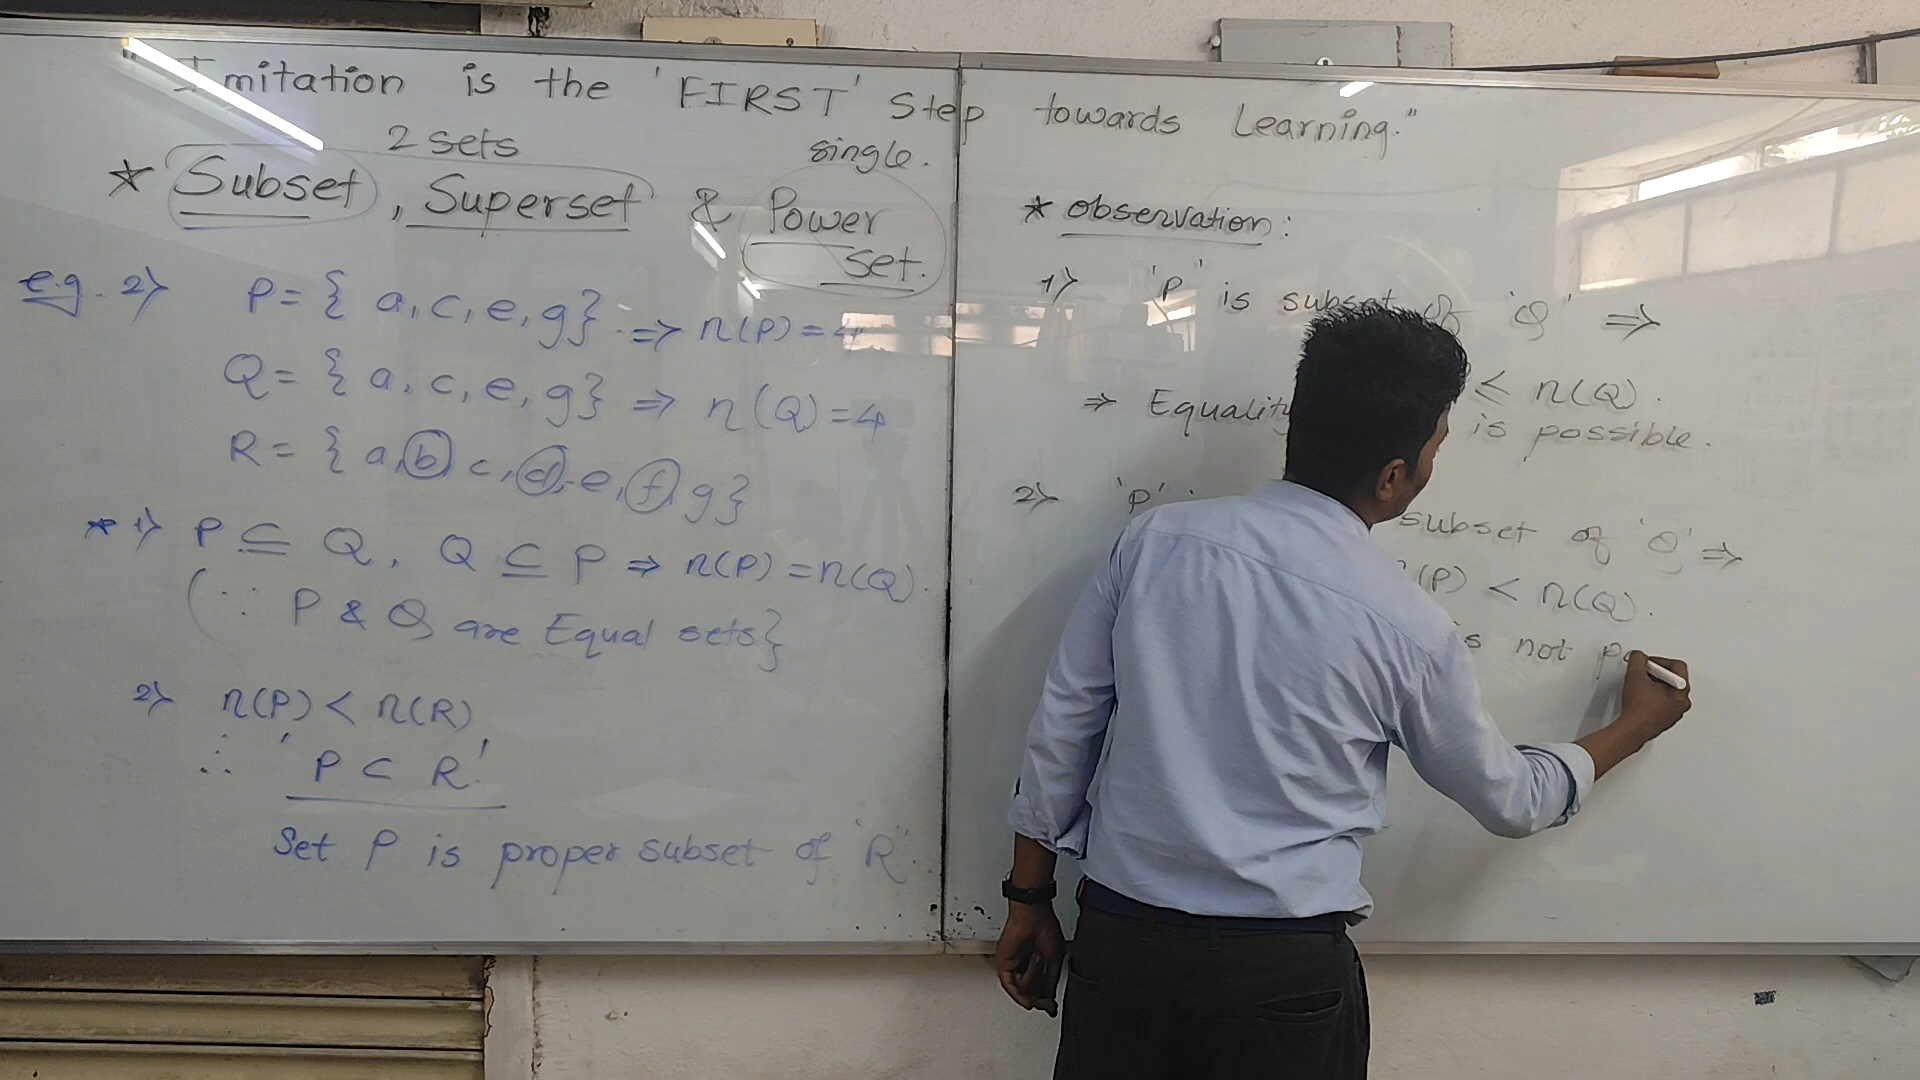 "Imitation is the 'FIRST' Step towards Learning."
2 sets single.
* Subset, Superset & Power set.
e.g. 2) P = { a, c, e, g} . ⇒ n(P) = 4
Q = { a, c, e, g} ⇒ n(Q) = 4
R = { a, b, c, d, e, f, g}
* 1) P ⊆ Q, Q ⊆ P ⇒ n(P) = n(Q).
(∵ P & Q are Equal sets}
2) n(P) < n(R)
∴ 'P ⊂ R'
Set P is proper subset of "R".
* Observation:
1) 'P' is subset of 'Q' ⇒
≤ n(Q).
⇒ Equality is possible.
2) 'P' subset of 'Q' ⇒
(P) < n(Q).
is not